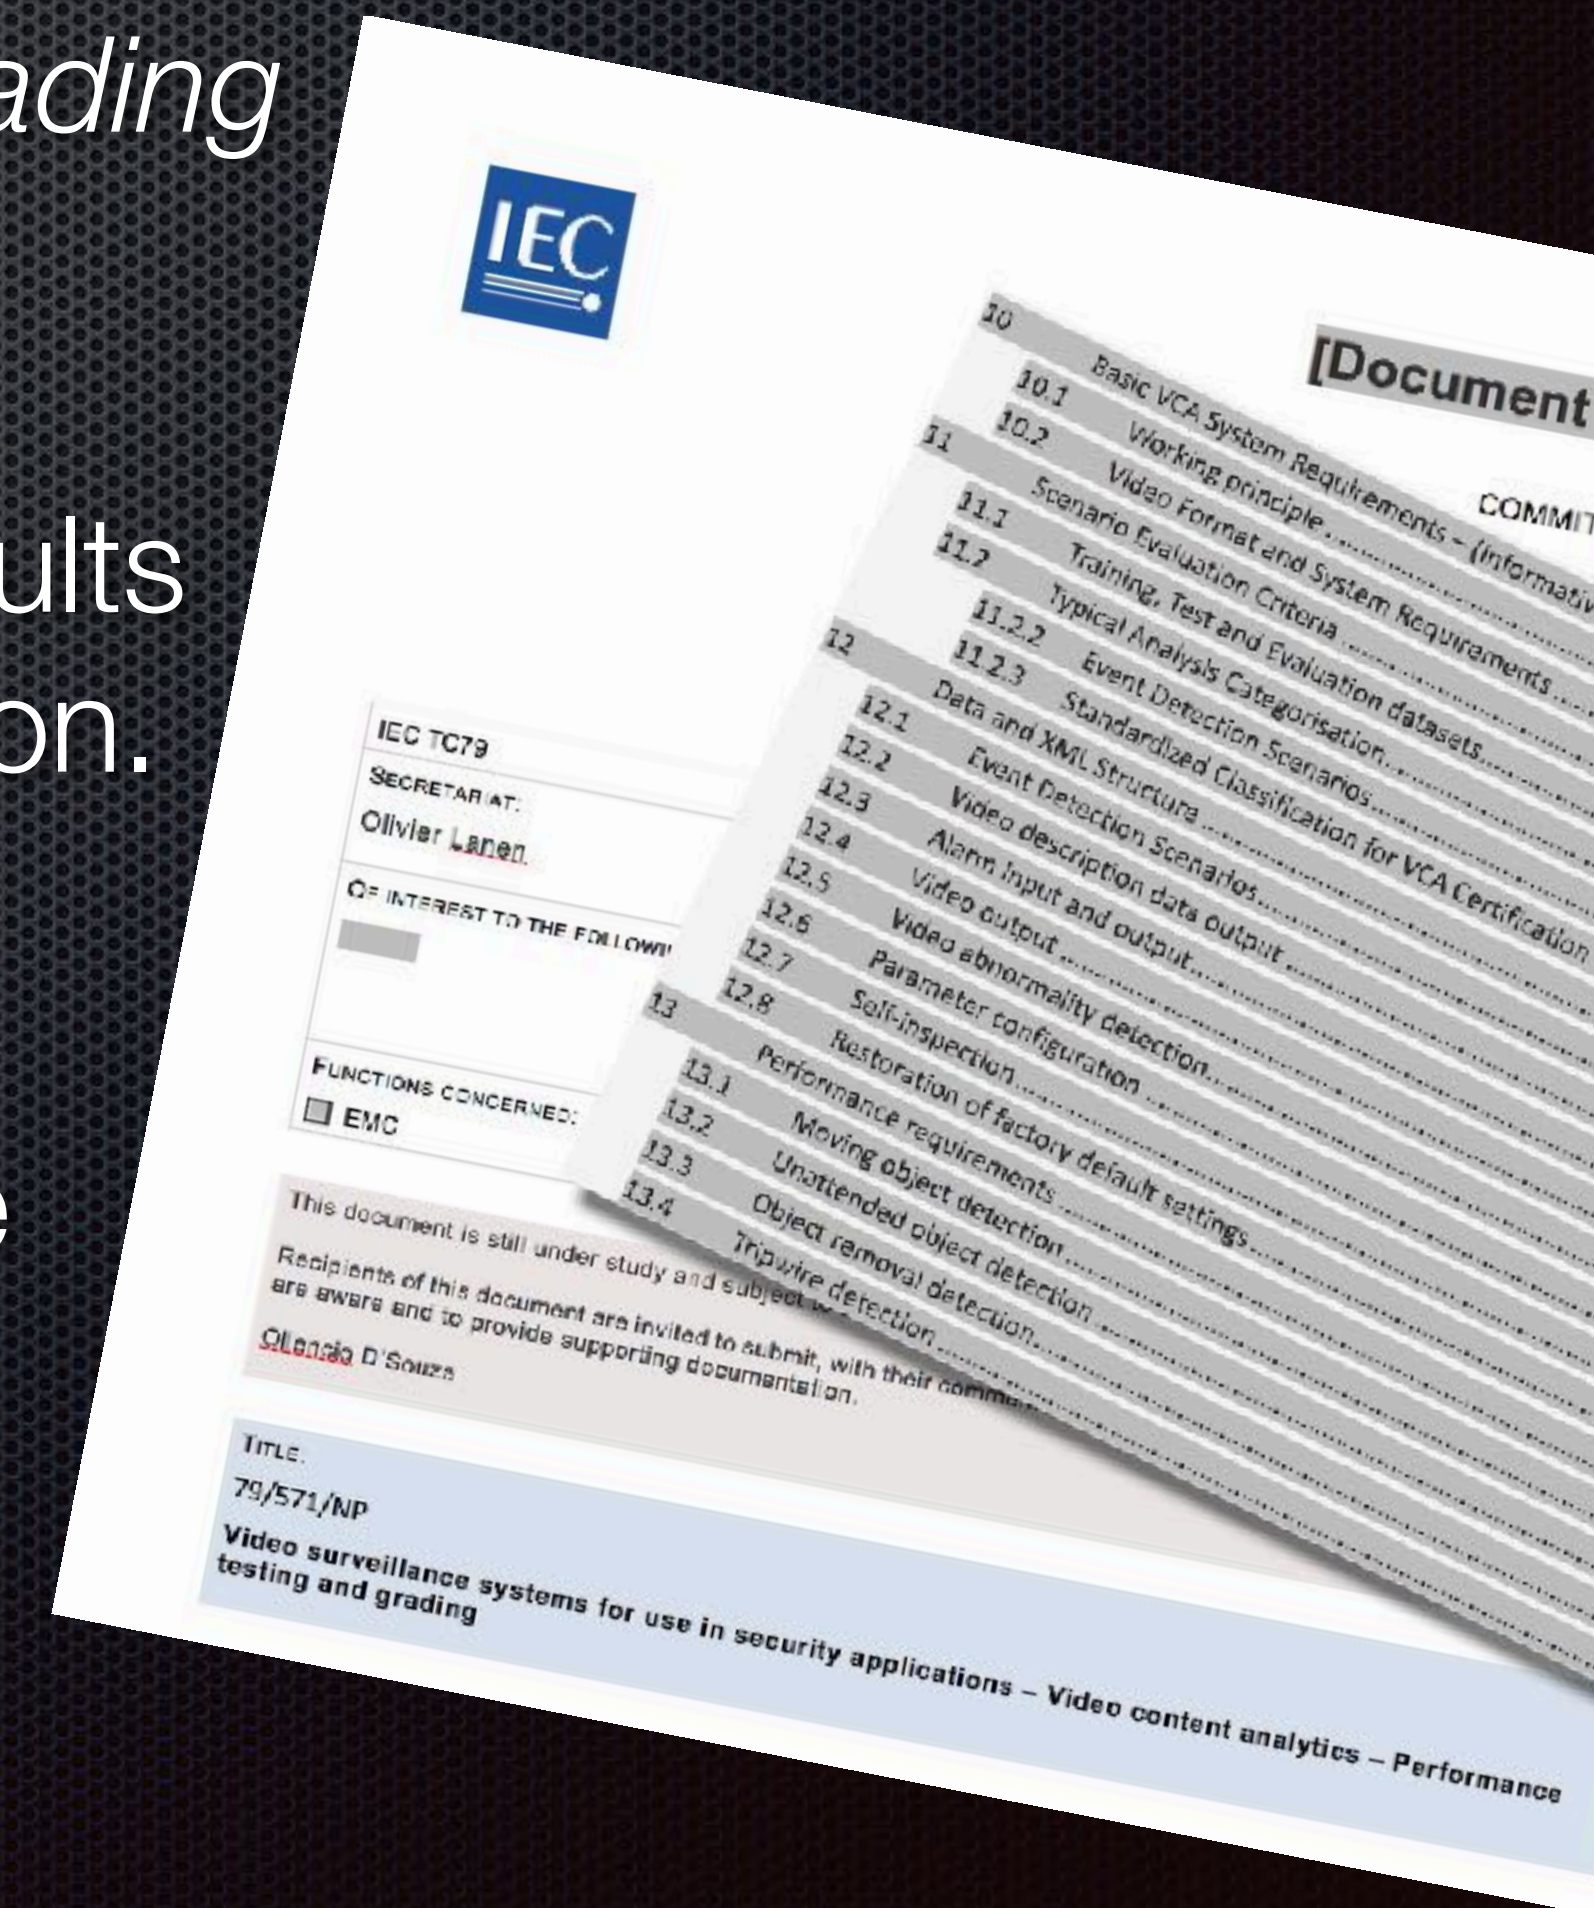 ading
ults
on.
e
IEC
[Document
COMMIT
IEC TC79
SECRETARIAT:
Olivier Lanen
OF INTEREST TO THE FOLLOWI
FUNCTIONS CONCERNED:
EMC
This document is still under study and subject to
Recipients of this document are invited to submit, with their comme
are aware and to provide supporting documentation.
D'Souza
TITLE:
79/571/NP
Video surveillance systems for use in security applications – Video content analytics – Performance
testing and grading
10 Basic VCA System Requirements – (Informativ
10.1 Working principle
10.2 Video Format and System Requirements
11 Scenario Evaluation Criteria
11.1 Training, Test and Evaluation datasets
11.2 Typical Analysis Categorisation
11.2.2 Event Detection Scenarios
11.2.3 Standardized Classification for VCA Certification
12 Data and XML Structure
12.1 Event Detection Scenarios
12.2 Video description data output
12.3 Alarm input and output
12.4 Video output
12.5 Video abnormality detection
12.6 Parameter configuration
12.7 Self-inspection
12.8 Restoration of factory default settings
13 Performance requirements
13.1 Moving object detection
13.2 Unattended object detection
13.3 Object removal detection
13.4 Tripwire detection